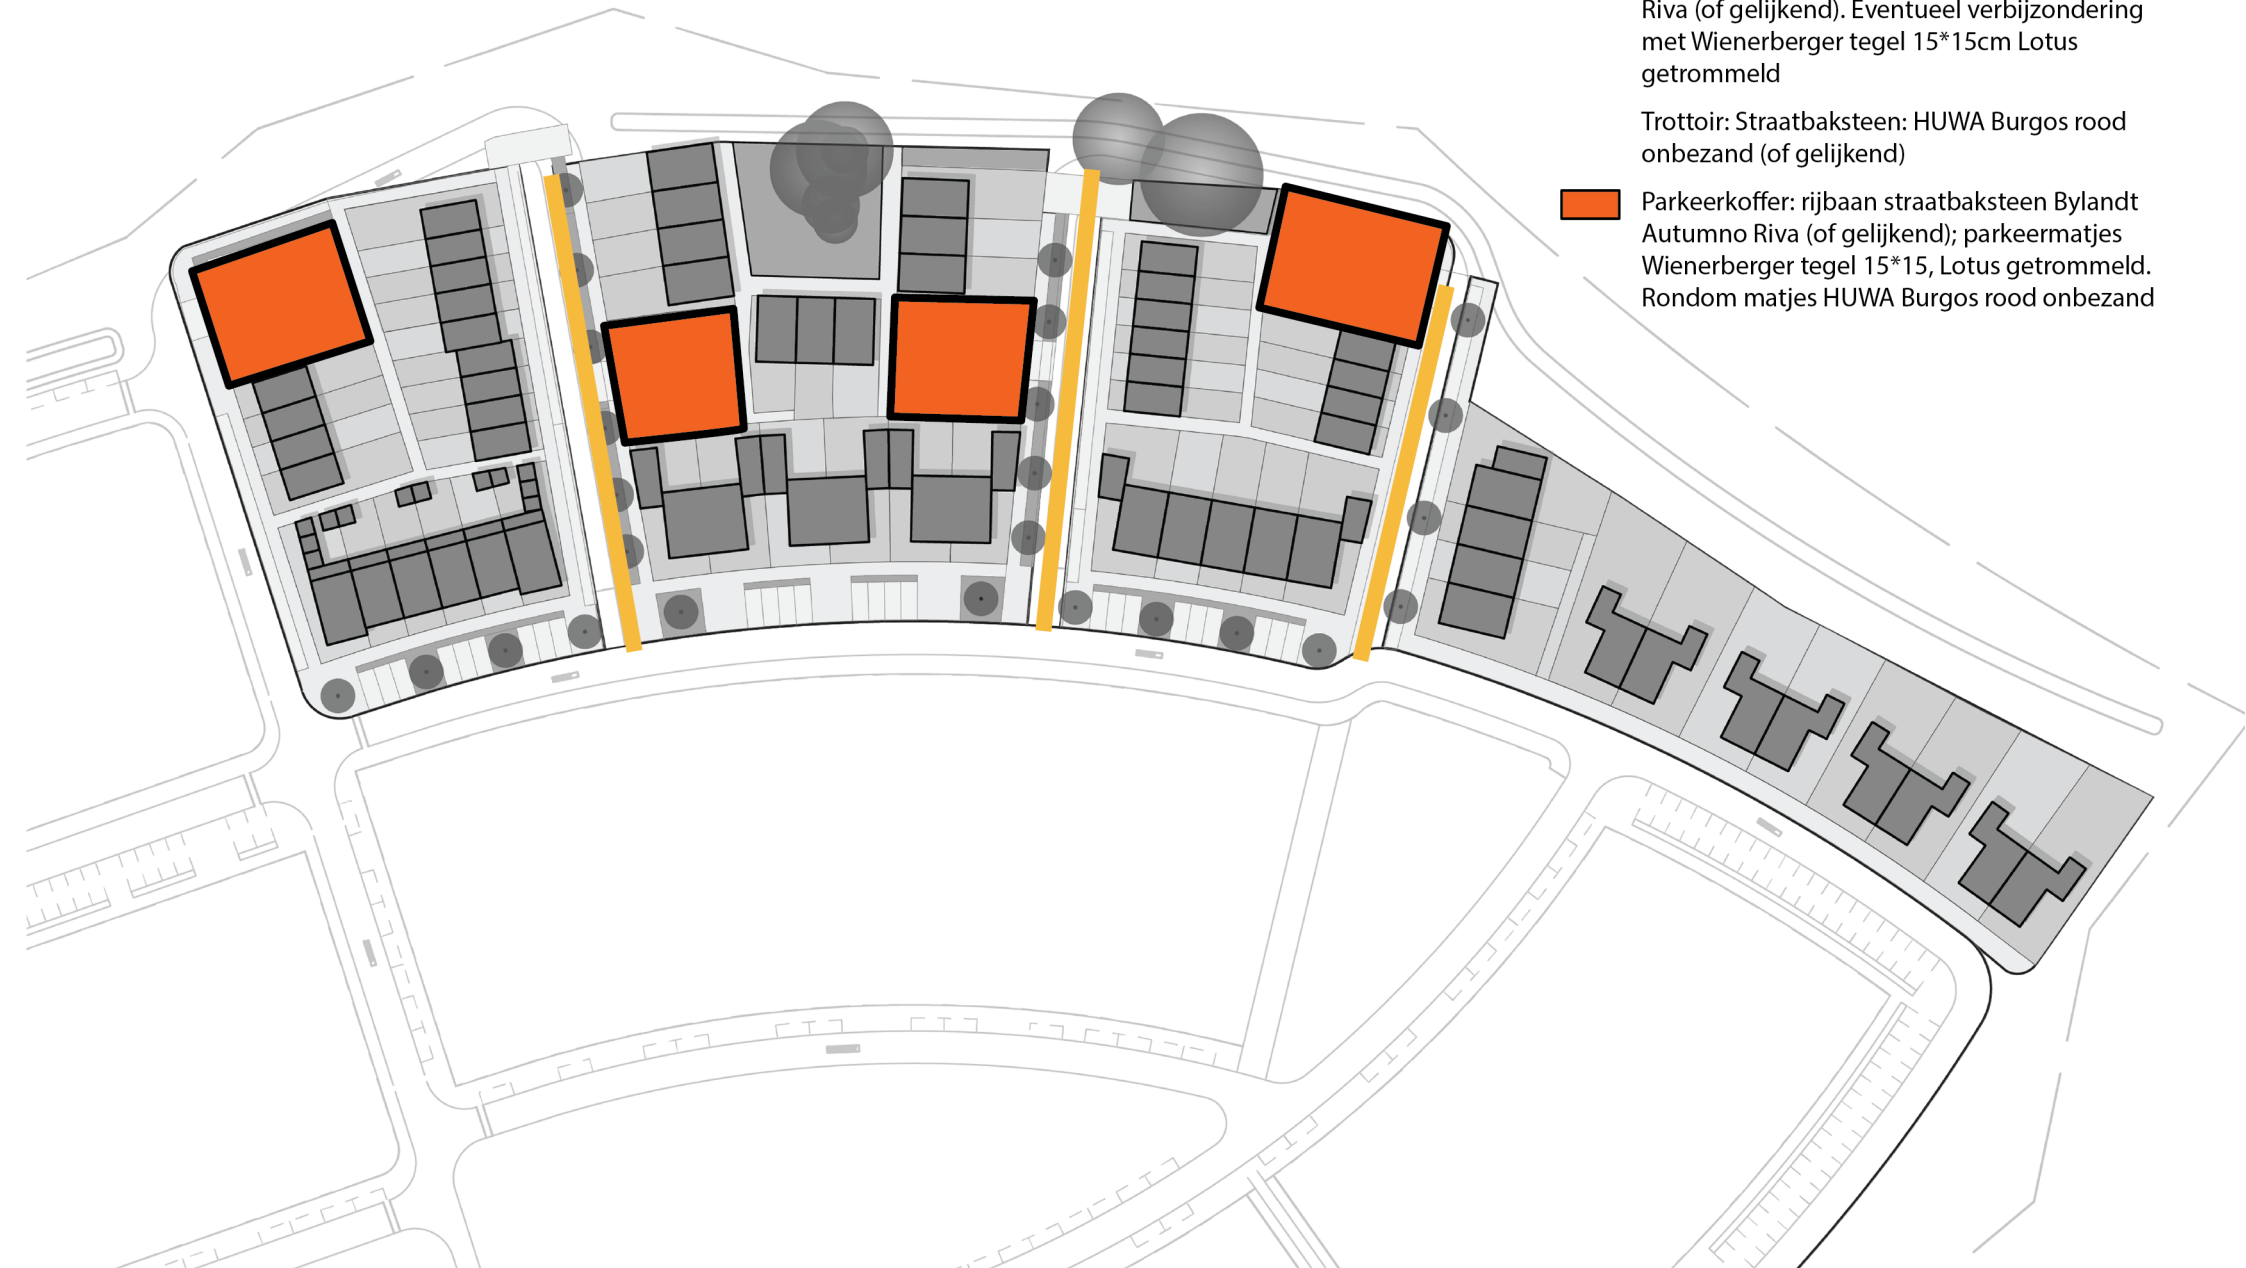 Riva (of gelijkend). Eventueel verbijzondering
met Wienerberger tegel 15*15cm Lotus
getrommeld
Trottoir: Straatbaksteen: HUWA Burgos rood
onbezand (of gelijkend)
Parkeerkoffer: rijbaan straatbaksteen Bylandt
Autumno Riva (of gelijkend); parkeermatjes
Wienerberger tegel 15*15, Lotus getrommeld.
Rondom matjes HUWA Burgos rood onbezand